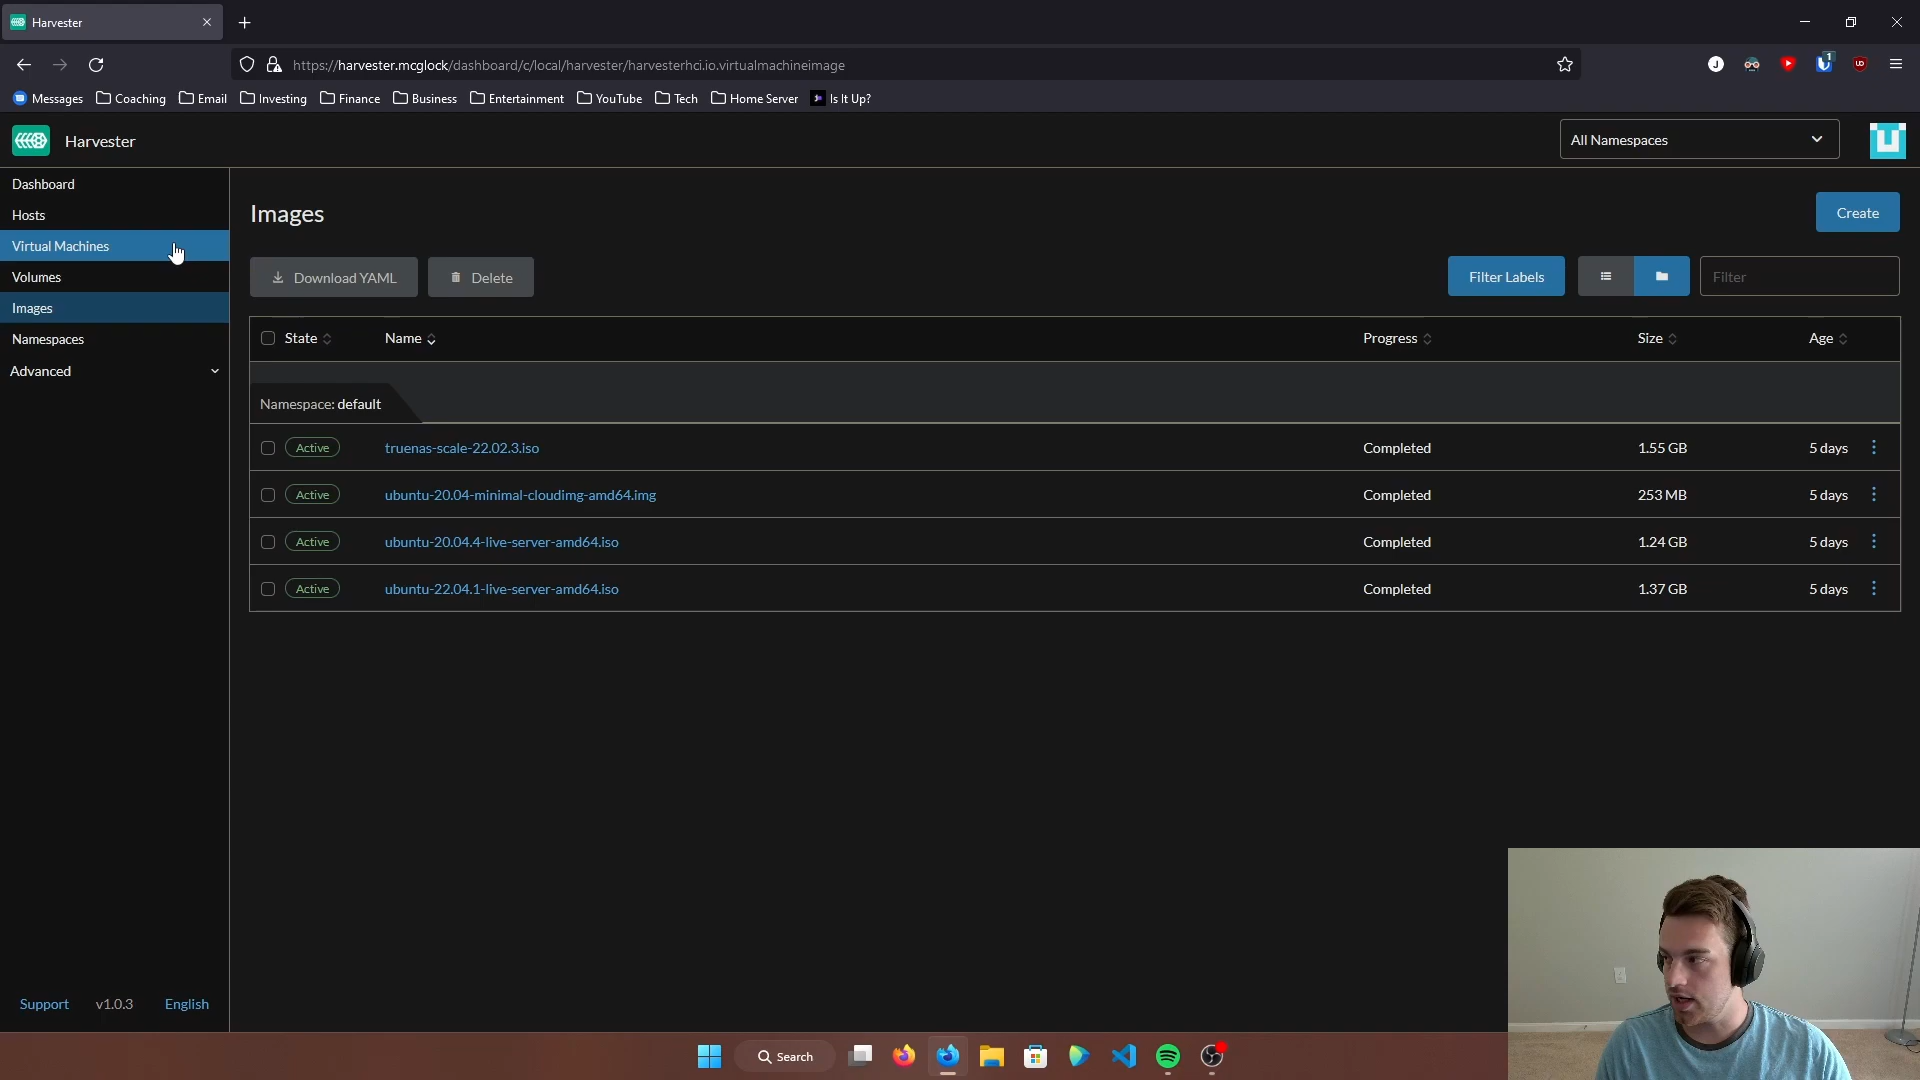 Harvester
https://harvester.mcglock/dashboard/c/local/harvester/harvesterhci.io.virtualmachineimage
1
Messages Coaching Email Investing Finance Business Entertainment YouTube Tech Home Server Is It Up?
Harvester
All Namespaces
Dashboard
Hosts
Virtual Machines
Volumes
Images
Namespaces
Advanced
Images
Create
Download YAML Delete
Filter Labels Filter
State Name Progress Size Age
Namespace: default
Active truenas-scale-22.02.3.iso Completed 1.55 GB 5 days
Active ubuntu-20.04-minimal-cloudimg-amd64.img Completed 253 MB 5 days
Active ubuntu-20.04.4-live-server-amd64.iso Completed 1.24 GB 5 days
Active ubuntu-22.04.1-live-server-amd64.iso Completed 1.37 GB 5 days
Support v1.0.3 English
Search